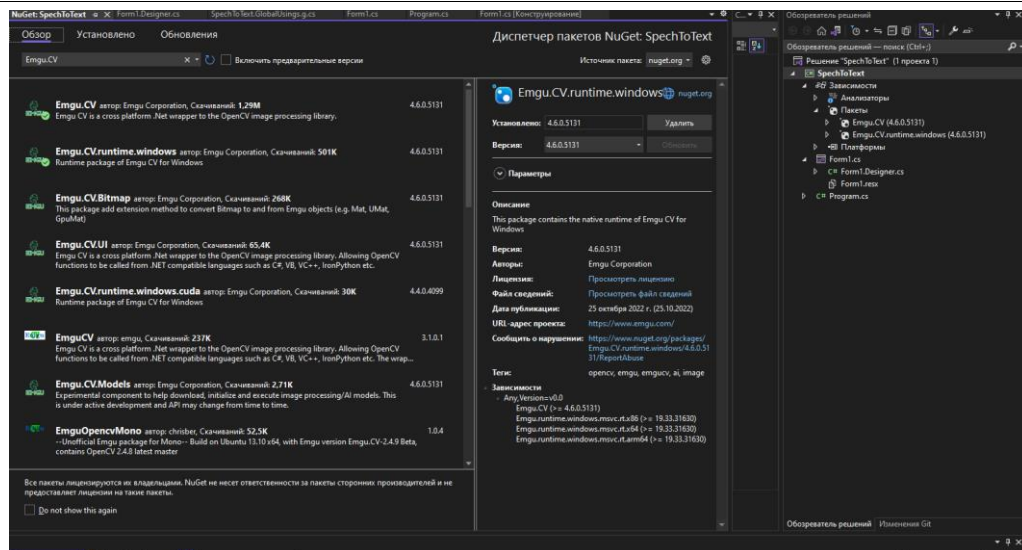 NuGet: SpechToText
Form1.Designer.cs
SpechToText.GlobalUsings.g.cs
Form1.cs
Program.cs
Form1.cs [Конструирование]
Обзор
Установлено
Обновления
Диспетчер пакетов NuGet: SpechToText
Emgu.CV
Включить предварительные версии
Источник пакета: nuget.org
Emgu.CV автор: Emgu Corporation, Скачиваний: 1,29M
4.6.0.5131
Emgu CV is a cross platform .Net wrapper to the OpenCV image processing library.
Emgu.CV.runtime.windows автор: Emgu Corporation, Скачиваний: 501K
4.6.0.5131
Runtime package of Emgu CV for Windows
Emgu.CV.Bitmap автор: Emgu Corporation, Скачиваний: 268K
4.6.0.5131
This package add extension method to convert Bitmap to and from Emgu objects (e.g. Mat, UMat,
GpuMat)
Emgu.CV.UI автор: Emgu Corporation, Скачиваний: 65,4K
4.6.0.5131
Emgu CV is a cross platform .Net wrapper to the OpenCV image processing library. Allowing OpenCV
functions to be called from .NET compatible languages such as C#, VB, VC++, IronPython etc.
Emgu.CV.runtime.windows.cuda автор: Emgu Corporation, Скачиваний: 30K
4.4.0.4099
Runtime package of Emgu CV for Windows
EmguCV автор: emgu, Скачиваний: 237K
3.1.0.1
Emgu CV is a cross platform .Net wrapper to the OpenCV image processing library. Allowing OpenCV
functions to be called from .NET compatible languages such as C#, VB, VC++, IronPython etc. The wrap...
Emgu.CV.Models автор: Emgu Corporation, Скачиваний: 2,71K
4.6.0.5131
Experimental component to help download, initialize and execute image processing/AI models. This
is under active development and API may change from time to time.
EmguOpencvMono автор: chrisber, Скачиваний: 52,5K
1.0.4
--Unofficial Emgu package for Mono-- Build on Ubuntu 13.10 x64, with Emgu version Emgu.CV-2.4.9 Beta,
contains OpenCV 2.4.8 latest master
Все пакеты лицензируются их владельцами. NuGet не несет ответственности за пакеты сторонних производителей и не
предоставляет лицензии на такие пакеты.
Do not show this again
Emgu.CV.runtime.windows
nuget.org
Установлено: 4.6.0.5131
Удалить
Версия: 4.6.0.5131
Обновить
Параметры
Описание
This package contains the native runtime of Emgu CV for
Windows
Версия: 4.6.0.5131
Авторы: Emgu Corporation
Лицензия: Просмотреть лицензию
Файл сведений: Просмотреть файл сведений
Дата публикации: 25 октября 2022 г. (25.10.2022)
URL-адрес проекта: https://www.emgu.com/
Сообщить о нарушении: https://www.nuget.org/packages/
Emgu.CV.runtime.windows/4.6.0.51
31/ReportAbuse
Теги: opencv, emgu, emgucv, ai, image
Зависимости
Any,Version=v0.0
Emgu.CV (>= 4.6.0.5131)
Emgu.runtime.windows.msvc.rt.x86 (>= 19.33.31630)
Emgu.runtime.windows.msvc.rt.x64 (>= 19.33.31630)
Emgu.runtime.windows.msvc.rt.arm64 (>= 19.33.31630)
Обозреватель решений
Обозреватель решений — поиск (Ctrl+;)
Решение "SpechToText" (1 проекта 1)
SpechToText
Зависимости
Анализаторы
Пакеты
Emgu.CV (4.6.0.5131)
Emgu.CV.runtime.windows (4.6.0.5131)
Платформы
Form1.cs
C# Form1.Designer.cs
Form1.resx
C# Program.cs
Обозреватель решений
Изменения Git